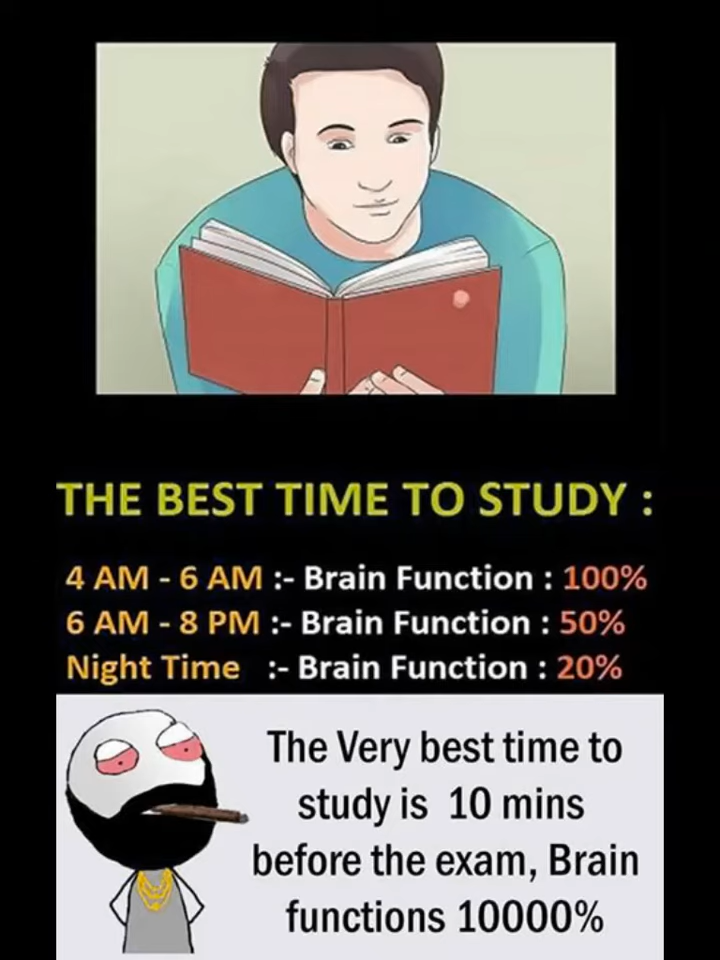 THE BEST TIME TO STUDY :
4 AM - 6 AM :- Brain Function : 100%
6 AM - 8 PM :- Brain Function : 50%
Night Time :- Brain Function : 20%
The Very best time to
study is 10 mins
before the exam, Brain
functions 10000%